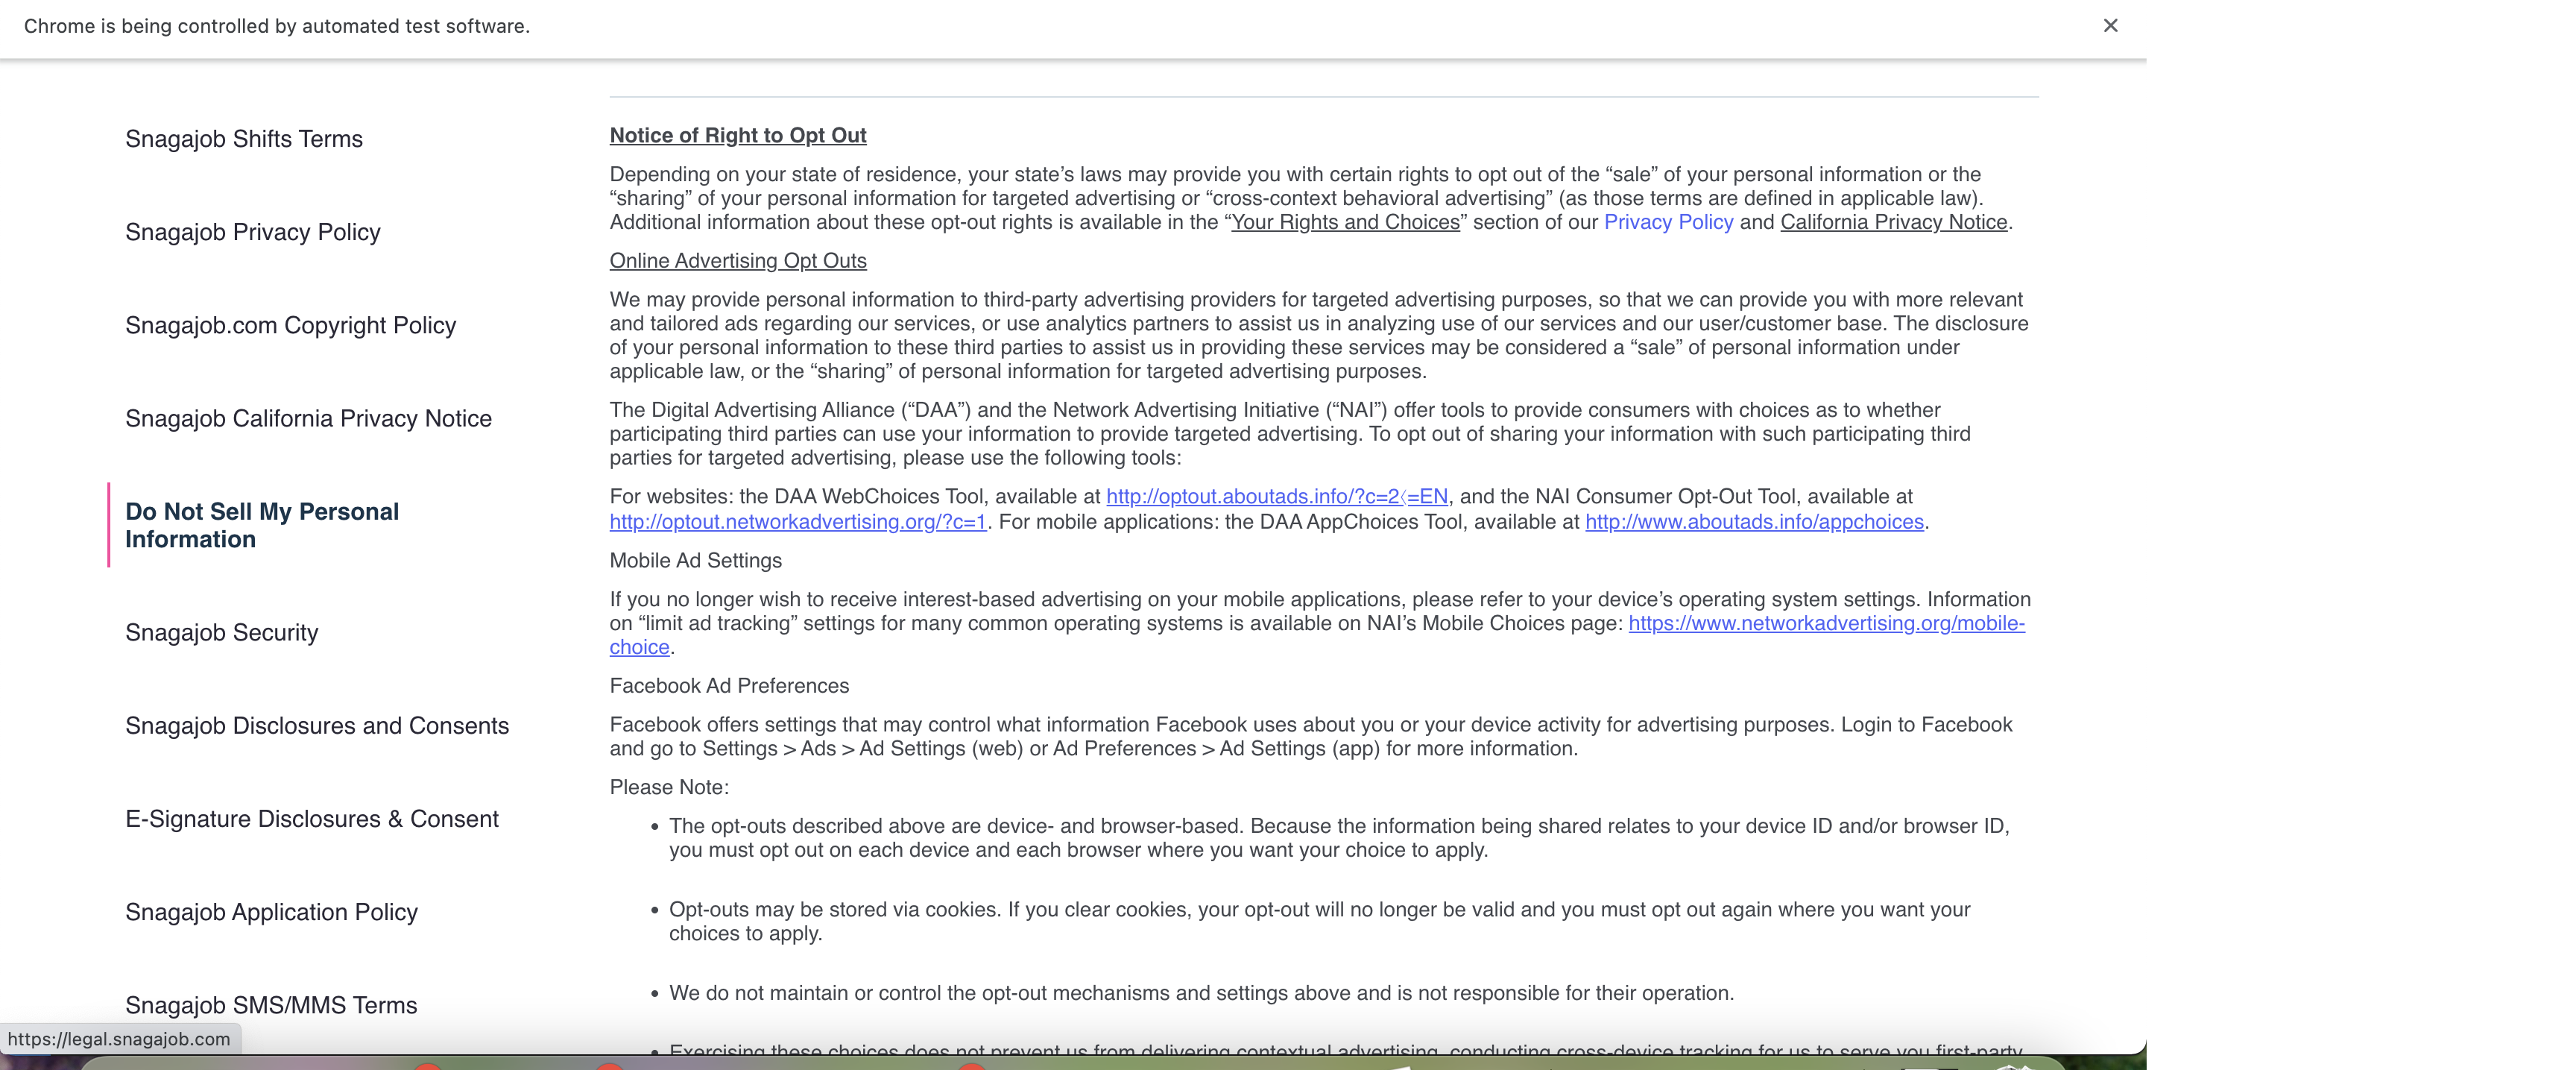 Chrome is being controlled by automated test software.
Snagajob Shifts Terms
Snagajob Privacy Policy
Snagajob.com Copyright Policy
Snagajob California Privacy Notice
Do Not Sell My Personal
Information
Snagajob Security
Snagajob Disclosures and Consents
E-Signature Disclosures & Consent
Snagajob Application Policy
Snagajob SMS/MMS Terms
https://legal.snagajob.com
Notice of Right to Opt Out
Depending on your state of residence, your state’s laws may provide you with certain rights to opt out of the “sale” of your personal information or the
“sharing” of your personal information for targeted advertising or “cross-context behavioral advertising” (as those terms are defined in applicable law).
Additional information about these opt-out rights is available in the “Your Rights and Choices” section of our Privacy Policy and California Privacy Notice.
Online Advertising Opt Outs
We may provide personal information to third-party advertising providers for targeted advertising purposes, so that we can provide you with more relevant
and tailored ads regarding our services, or use analytics partners to assist us in analyzing use of our services and our user/customer base. The disclosure
of your personal information to these third parties to assist us in providing these services may be considered a “sale” of personal information under
applicable law, or the “sharing” of personal information for targeted advertising purposes.
The Digital Advertising Alliance (“DAA”) and the Network Advertising Initiative (“NAI”) offer tools to provide consumers with choices as to whether
participating third parties can use your information to provide targeted advertising. To opt out of sharing your information with such participating third
parties for targeted advertising, please use the following tools:
For websites: the DAA WebChoices Tool, available at http://optout.aboutads.info/?c=2〈=EN, and the NAI Consumer Opt-Out Tool, available at
http://optout.networkadvertising.org/?c=1. For mobile applications: the DAA AppChoices Tool, available at http://www.aboutads.info/appchoices.
Mobile Ad Settings
If you no longer wish to receive interest-based advertising on your mobile applications, please refer to your device’s operating system settings. Information
on “limit ad tracking” settings for many common operating systems is available on NAI’s Mobile Choices page: https://www.networkadvertising.org/mobile-
choice.
Facebook Ad Preferences
Facebook offers settings that may control what information Facebook uses about you or your device activity for advertising purposes. Login to Facebook
and go to Settings > Ads > Ad Settings (web) or Ad Preferences > Ad Settings (app) for more information.
Please Note:
• The opt-outs described above are device- and browser-based. Because the information being shared relates to your device ID and/or browser ID,
you must opt out on each device and each browser where you want your choice to apply.
• Opt-outs may be stored via cookies. If you clear cookies, your opt-out will no longer be valid and you must opt out again where you want your
choices to apply.
• We do not maintain or control the opt-out mechanisms and settings above and is not responsible for their operation.
• Exercising these choices does not prevent us from delivering contextual advertising, conducting cross-device tracking for us to serve you first-party